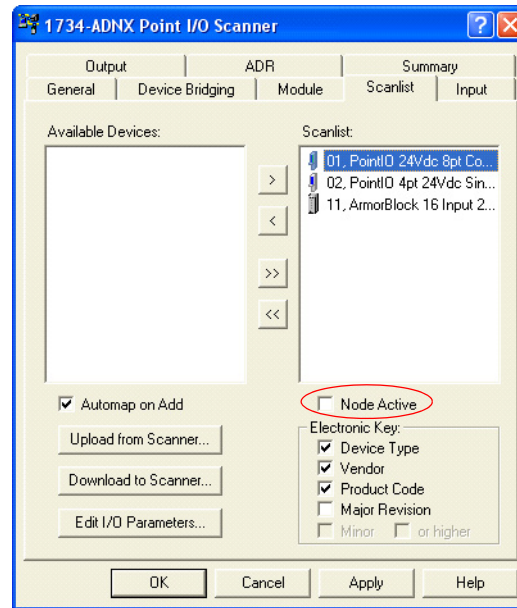 1734-ADNX Point I/O Scanner
Output ADR Summary
General Device Bridging Module Scanlist Input
Available Devices: Scanlist:
01, PointIO 24Vdc 8pt Co...
02, PointIO 4pt 24Vdc Sin...
11, ArmorBlock 16 Input 2...
>
<
>>
<<
Automap on Add
Node Active
Upload from Scanner...
Download to Scanner...
Edit I/O Parameters...
Electronic Key:
Device Type
Vendor
Product Code
Major Revision
Minor or higher
OK Cancel Apply Help